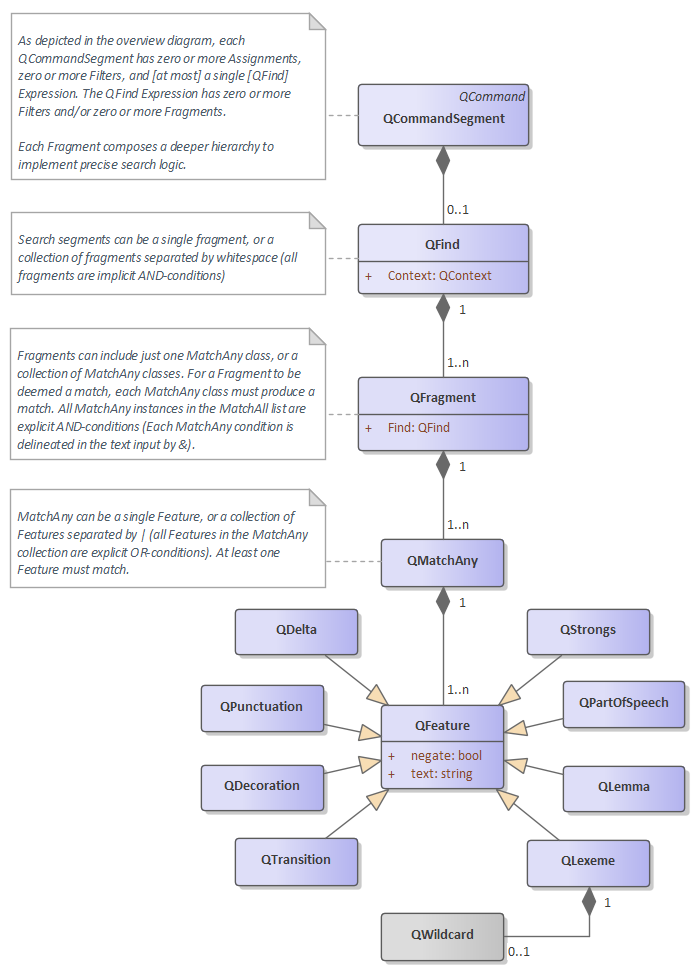 As depicted in the overview diagram, each
QCommandSegment has zero or more Assignments,
zero or more Filters, and [at most] a single [QFind]
Expression. The QFind Expression has zero or more
Filters and/or zero or more Fragments.
Each Fragment composes a deeper hierarchy to
implement precise search logic.
QCommand
QCommandSegment
0..1
Search segments can be a single fragment, or a
collection of fragments separated by whitespace (all
fragments are implicit AND-conditions)
QFind
+ Context: QContext
1
1..n
Fragments can include just one MatchAny class, or a
collection of MatchAny classes. For a Fragment to be
deemed a match, each MatchAny class must produce a
match. All MatchAny instances in the MatchAll list are
explicit AND-conditions (Each MatchAny condition is
delineated in the text input by &).
QFragment
+ Find: QFind
1
1..n
MatchAny can be a single Feature, or a collection of
Features separated by | (all Features in the MatchAny
collection are explicit OR-conditions). At least one
Feature must match.
QMatchAny
1
1..n
QDelta
QStrongs
QPunctuation
QPartOfSpeech
QFeature
+ negate: bool
+ text: string
QDecoration
QLemma
QTransition
QLexeme
1
QWildcard
0..1